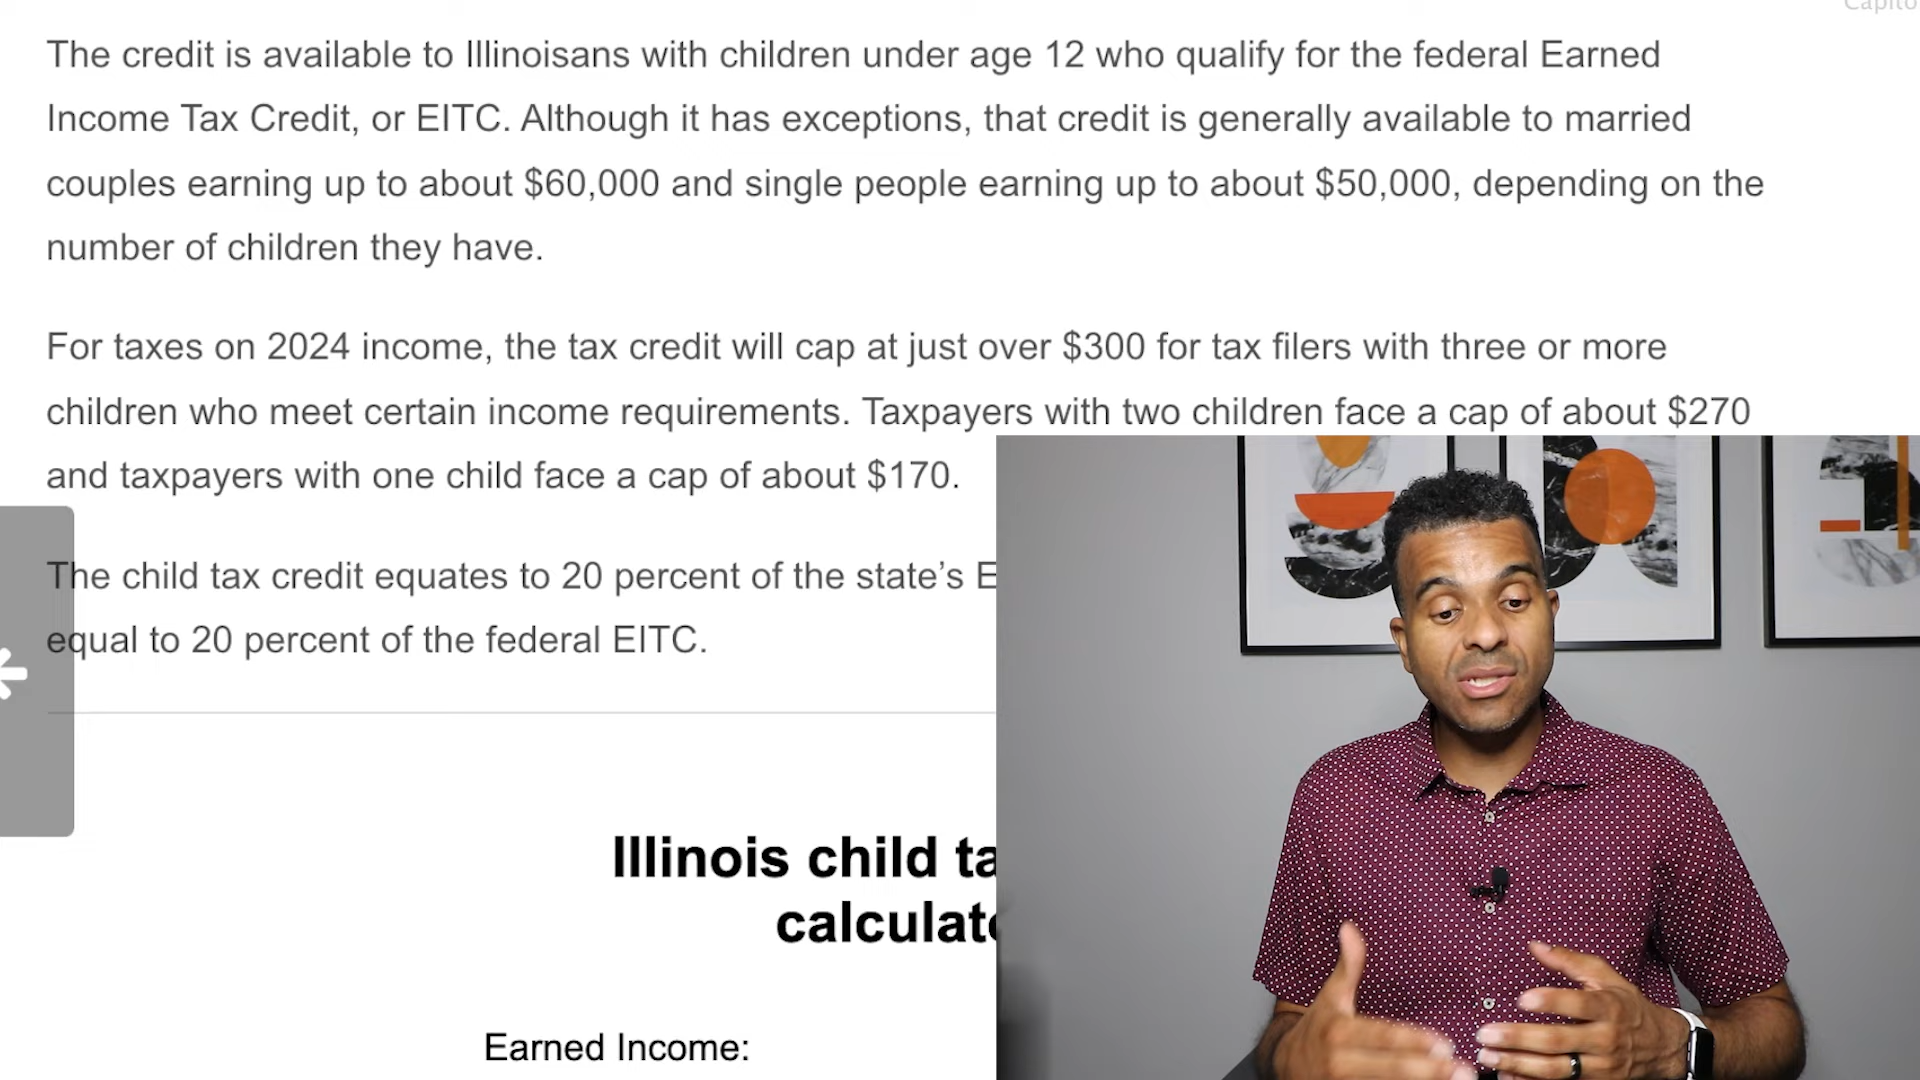 Capito
The credit is available to Illinoisans with children under age 12 who qualify for the federal Earned
Income Tax Credit, or EITC. Although it has exceptions, that credit is generally available to married
couples earning up to about $60,000 and single people earning up to about $50,000, depending on the
number of children they have.
For taxes on 2024 income, the tax credit will cap at just over $300 for tax filers with three or more
children who meet certain income requirements. Taxpayers with two children face a cap of about $270
and taxpayers with one child face a cap of about $170.
The child tax credit equates to 20 percent of the state’s E
equal to 20 percent of the federal EITC.
Illinois child ta
calculat
Earned Income: